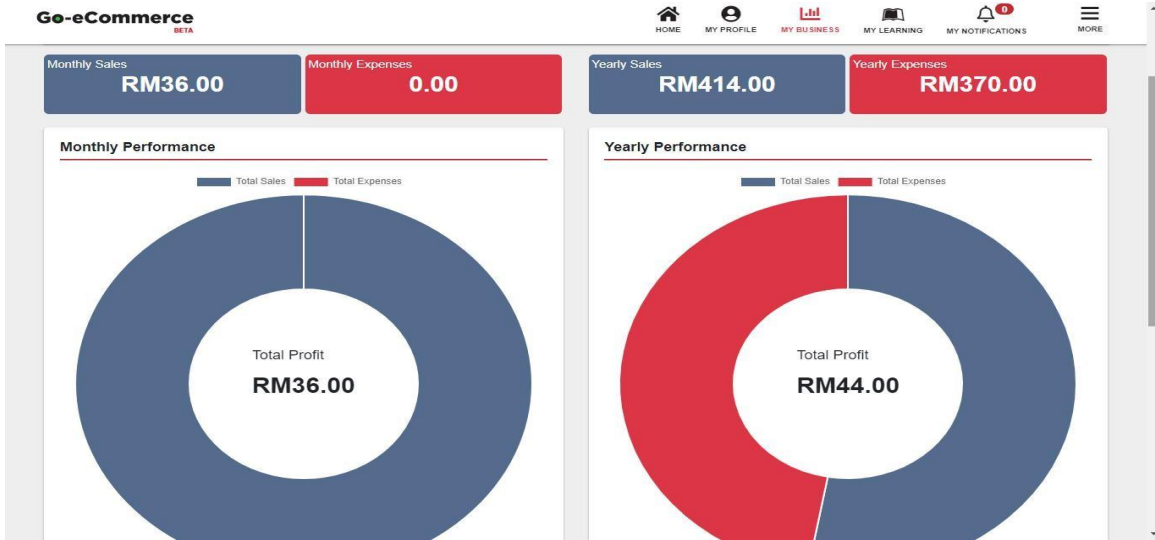 Go-eCommerce
BETA
HOME
MY PROFILE
MY BUSINESS
MY LEARNING
0
MY NOTIFICATIONS
MORE
Monthly Sales
RM36.00
Monthly Expenses
0.00
Yearly Sales
RM414.00
Yearly Expenses
RM370.00
Monthly Performance
Total Sales Total Expenses
Total Profit
RM36.00
Yearly Performance
Total Sales Total Expenses
Total Profit
RM44.00